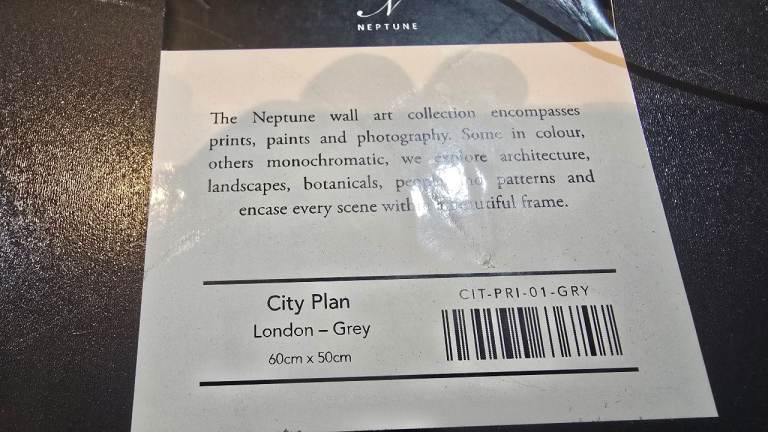 N
NEPTUNE
The Neptune wall art collection encompasses
prints, paints and photography. Some in colour,
others monochromatic, we explore architecture,
landscapes, botanicals, patterns and
encase every scene with beautiful frame.
City Plan
London – Grey
60cm x 50cm
CIT-PRI-01-GRY